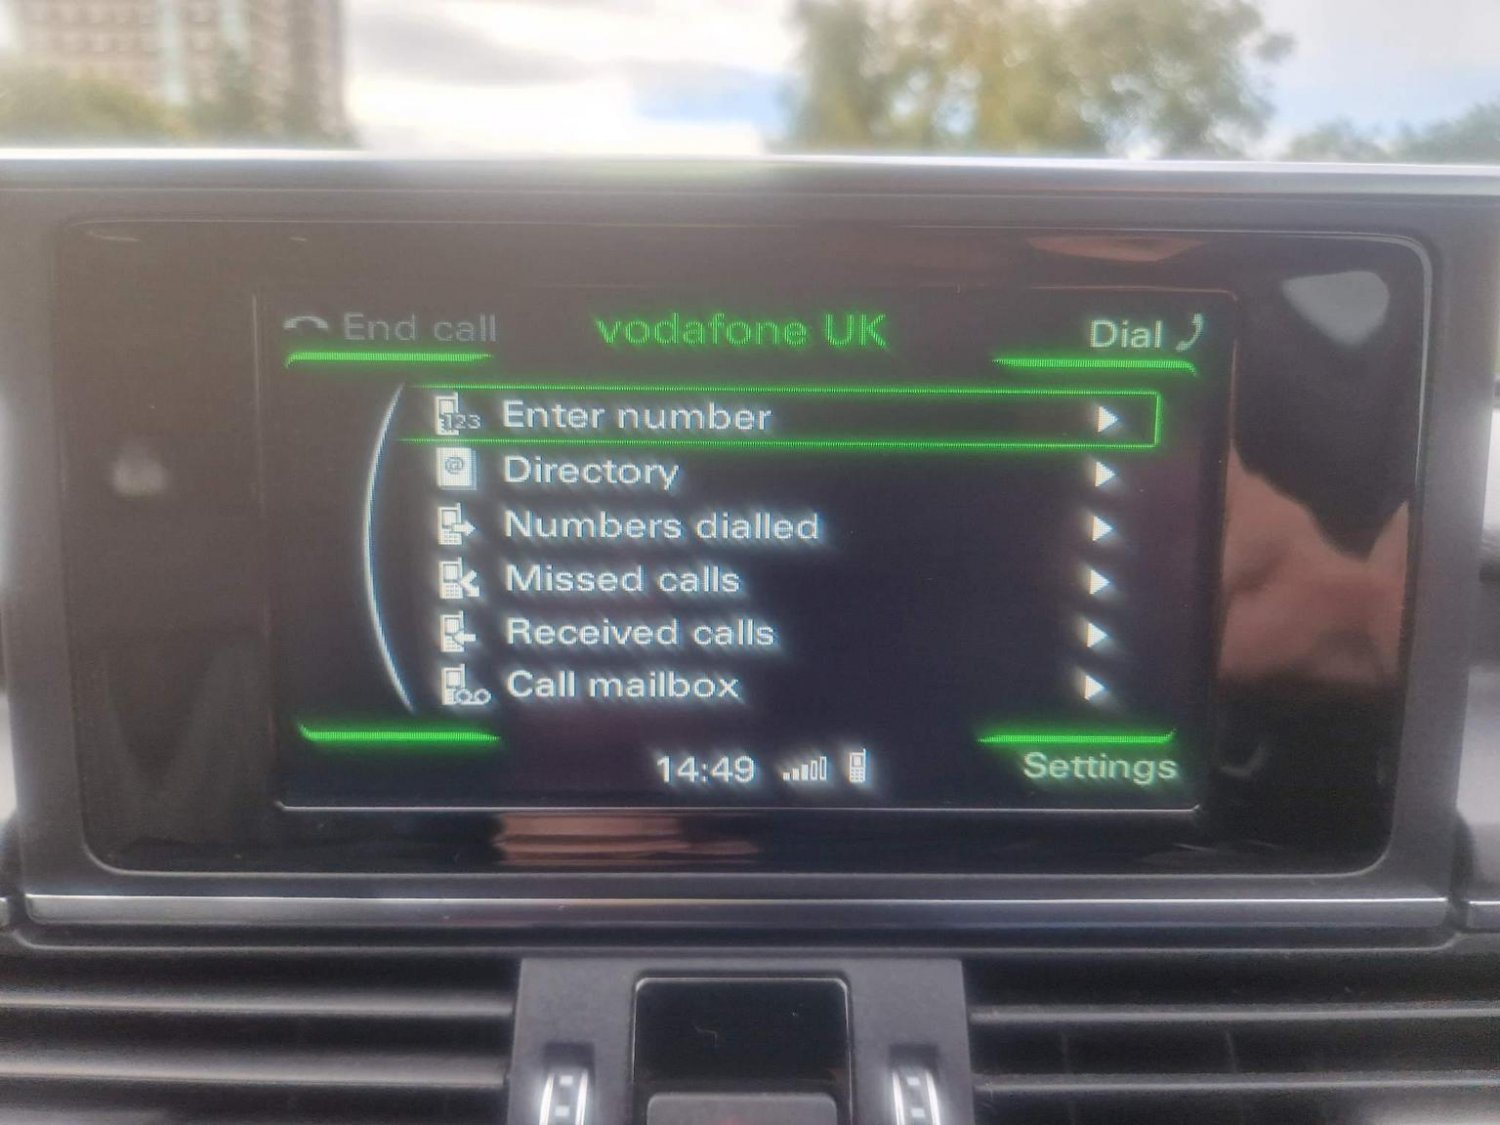 End call
vodafone UK
Dial
123 Enter number
@ Directory
Numbers dialled
Missed calls
Received calls
Call mailbox
14:49
Settings